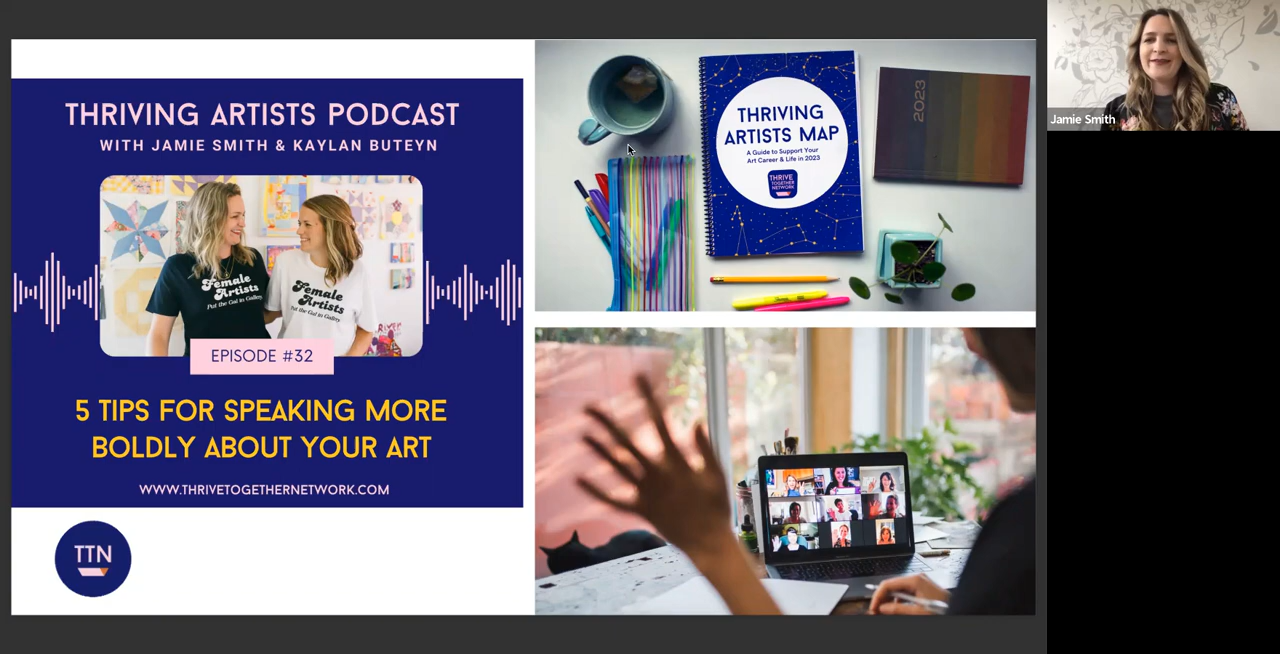 THRIVING ARTISTS PODCAST
WITH JAMIE SMITH & KAYLAN BUTEYN
Female
Artists
Put the Gal in Gallery
Female
Artists
Put the Gal in Gallery
EPISODE #32
5 TIPS FOR SPEAKING MORE
BOLDLY ABOUT YOUR ART
WWW.THRIVETOGETHERNETWORK.COM
TTN
THRIVING
ARTISTS MAP
A Guide to Support Your
Art Career & Life in 2023
THRIVE
TOGETHER
NETWORK
2023
Jamie Smith